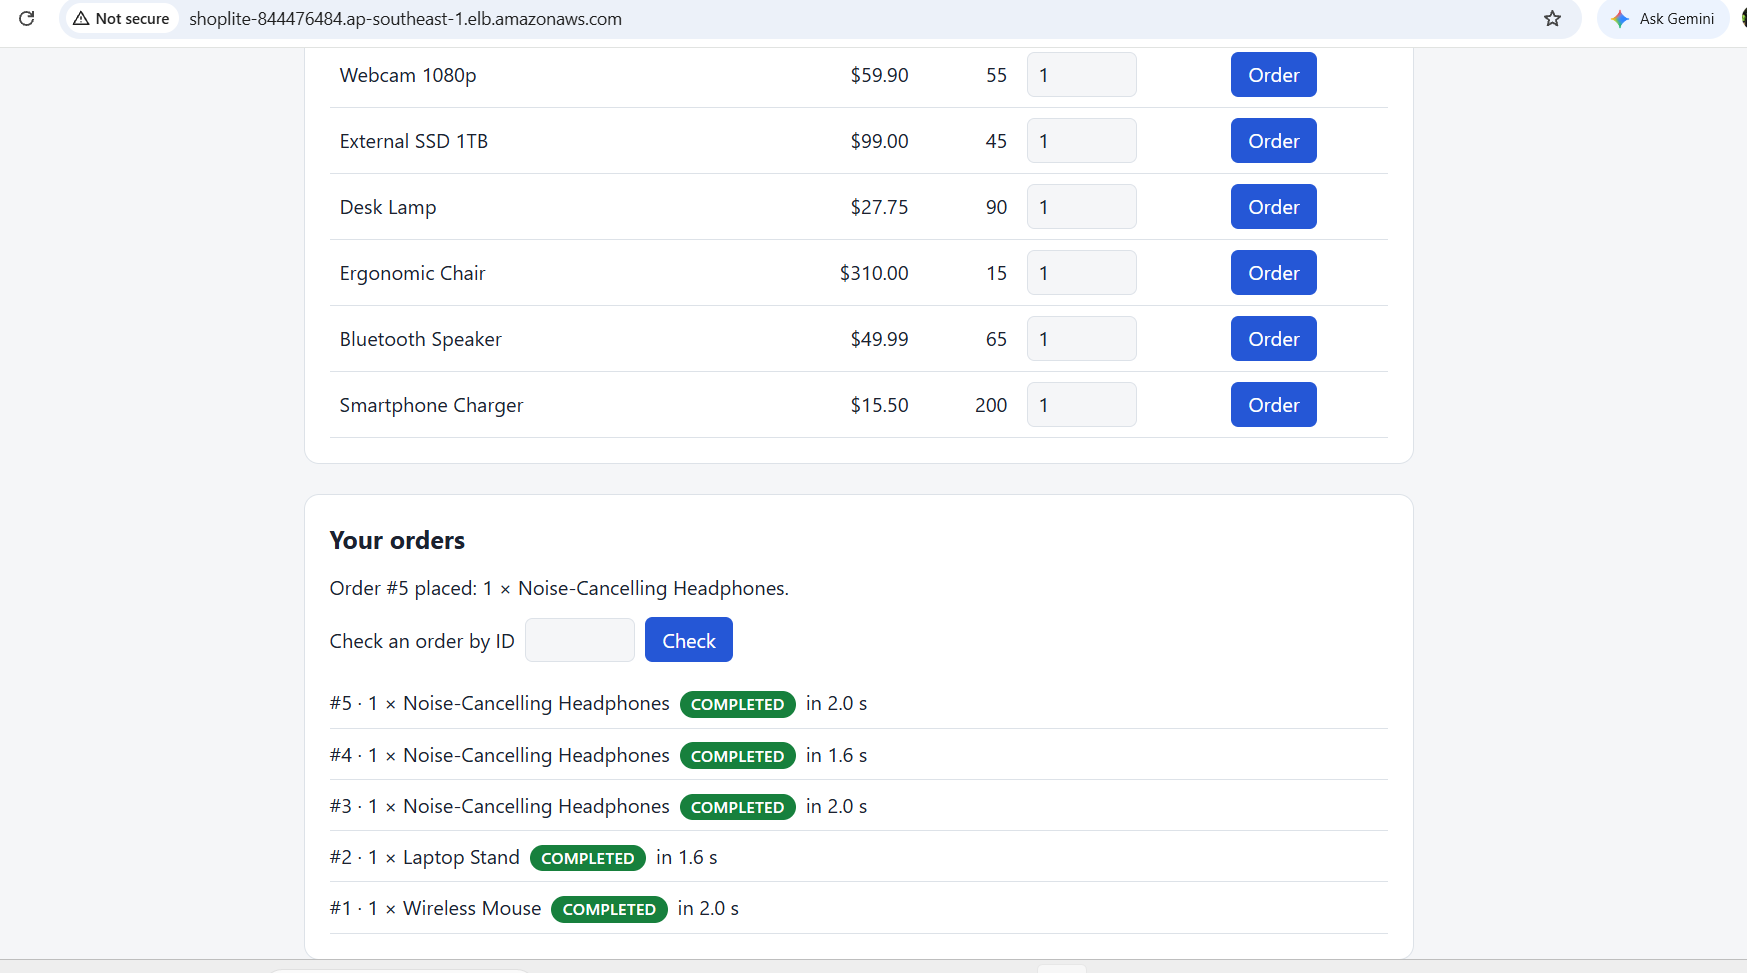 Not secure shoplite-844476484.ap-southeast-1.elb.amazonaws.com Ask Gemini
Webcam 1080p $59.90 55 1 Order
External SSD 1TB $99.00 45 1 Order
Desk Lamp $27.75 90 1 Order
Ergonomic Chair $310.00 15 1 Order
Bluetooth Speaker $49.99 65 1 Order
Smartphone Charger $15.50 200 1 Order
Your orders
Order #5 placed: 1 × Noise-Cancelling Headphones.
Check an order by ID Check
#5 · 1 × Noise-Cancelling Headphones COMPLETED in 2.0 s
#4 · 1 × Noise-Cancelling Headphones COMPLETED in 1.6 s
#3 · 1 × Noise-Cancelling Headphones COMPLETED in 2.0 s
#2 · 1 × Laptop Stand COMPLETED in 1.6 s
#1 · 1 × Wireless Mouse COMPLETED in 2.0 s